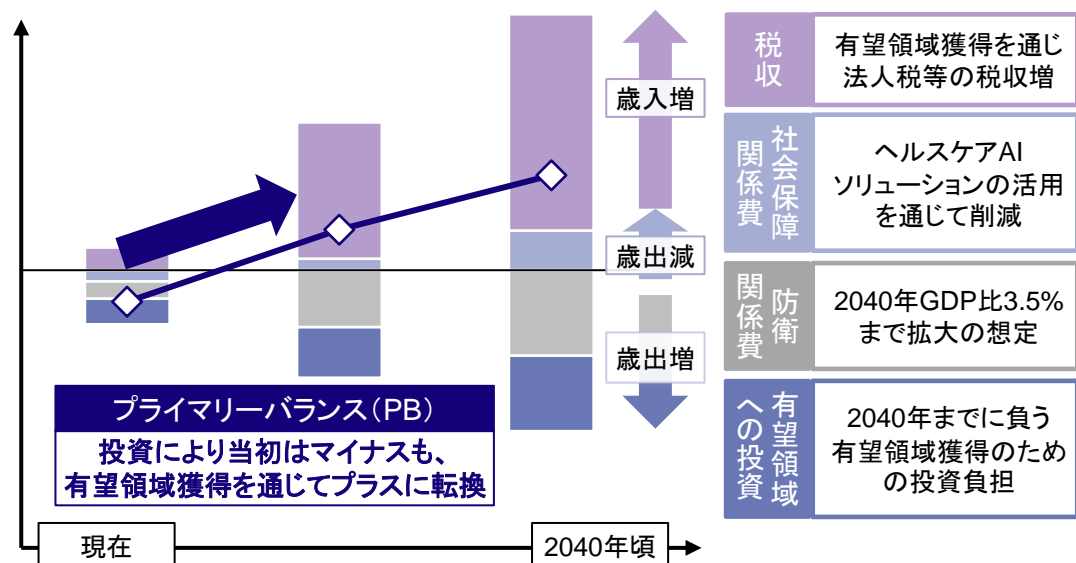 歳入増
歳出減
歳出増
プライマリーバランス（PB）
投資により当初はマイナスも、
有望領域獲得を通じてプラスに転換
現在
2040年頃
税収
有望領域獲得を通じ
法人税等の税収増
社会保障
関係費
ヘルスケアAI
ソリューションの活用
を通じて削減
防衛
関係費
2040年GDP比3.5%
まで拡大の想定
有望領域
への投資
2040年までに負う
有望領域獲得のため
の投資負担